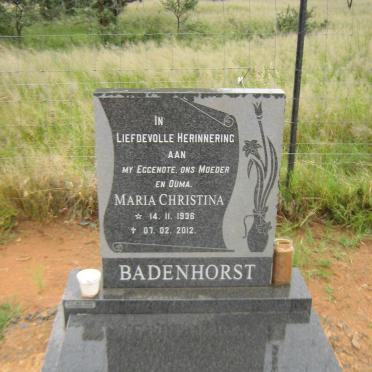 IN
LIEFDEVOLLE HERINNERING
AAN
MY EGGENOTE, ONS MOEDER
EN OUMA.
MARIA CHRISTINA
☆ 14. 11. 1936
✝ 07. 02. 2012.
BADENHORST